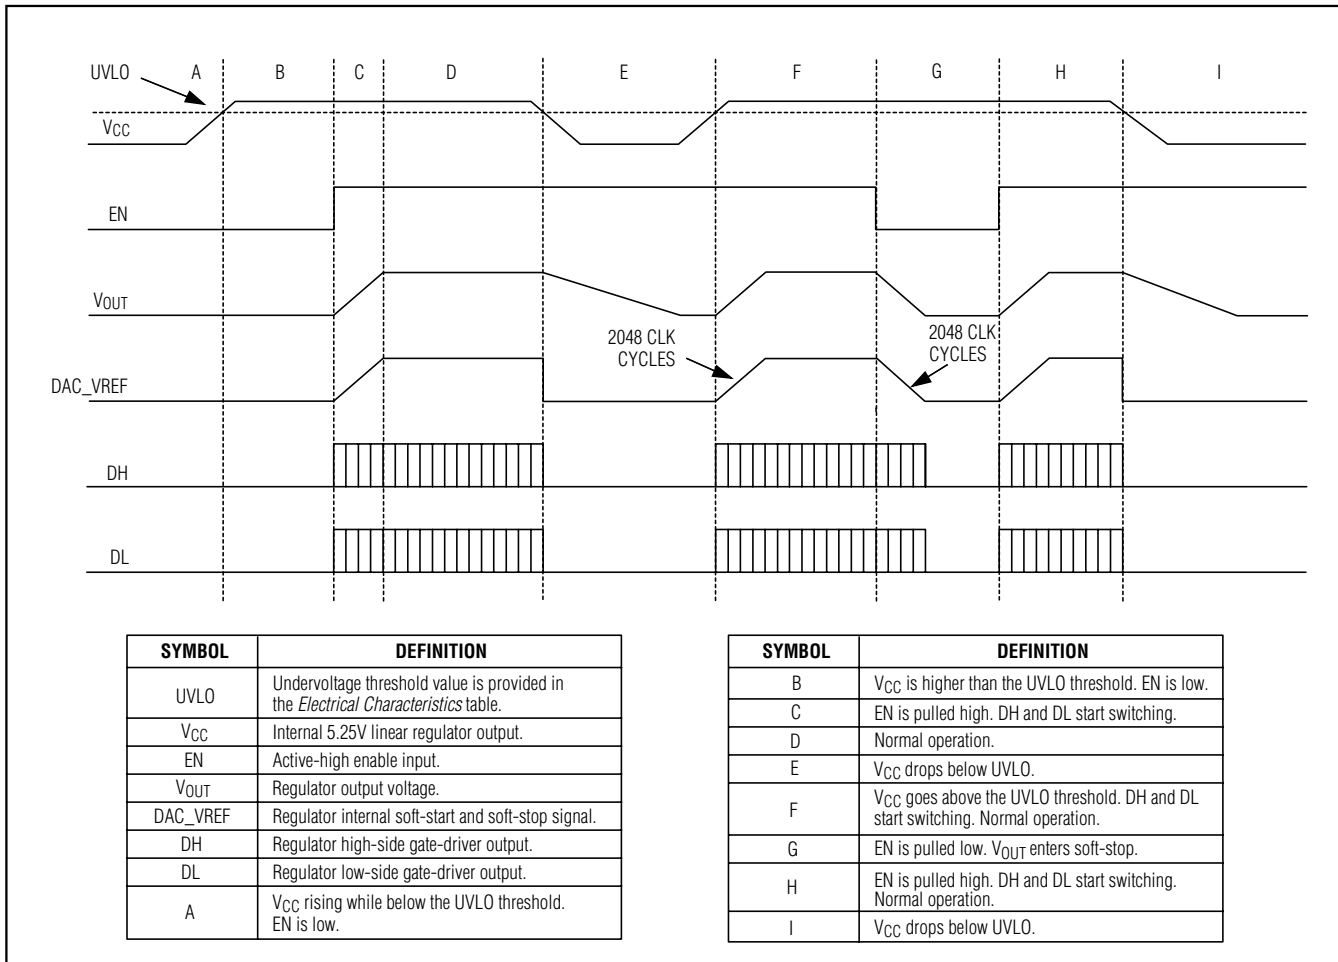 UVLO
A B C D E F G H I
VCC
EN
VOUT
2048 CLK
CYCLES
2048 CLK
CYCLES
DAC_VREF
DH
DL
SYMBOL DEFINITION
UVLO Undervoltage threshold value is provided in
the Electrical Characteristics table.
VCC Internal 5.25V linear regulator output.
EN Active-high enable input.
VOUT Regulator output voltage.
DAC_VREF Regulator internal soft-start and soft-stop signal.
DH Regulator high-side gate-driver output.
DL Regulator low-side gate-driver output.
A VCC rising while below the UVLO threshold.
EN is low.
SYMBOL DEFINITION
B VCC is higher than the UVLO threshold. EN is low.
C EN is pulled high. DH and DL start switching.
D Normal operation.
E VCC drops below UVLO.
F VCC goes above the UVLO threshold. DH and DL
start switching. Normal operation.
G EN is pulled low. VOUT enters soft-stop.
H EN is pulled high. DH and DL start switching.
Normal operation.
I VCC drops below UVLO.